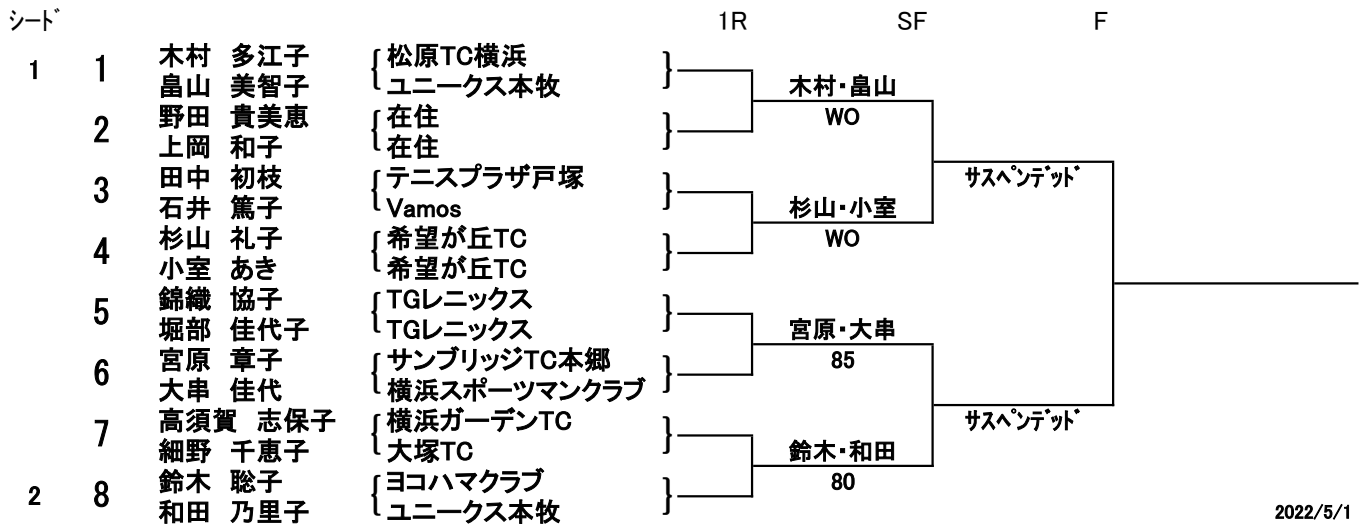 シード 1R SF F
1 1 木村 多江子 松原TC横浜
畠山 美智子 ユニークス本牧 木村・畠山
2 野田 貴美恵 在住 WO
上岡 和子 在住
3 田中 初枝 テニスプラザ戸塚 サスペンデッド
石井 篤子 Vamos 杉山・小室
4 杉山 礼子 希望が丘TC WO
小室 あき 希望が丘TC
5 錦織 協子 TGレニックス
堀部 佳代子 TGレニックス 宮原・大串
6 宮原 章子 サンブリッジTC本郷 85
大串 佳代 横浜スポーツマンクラブ
7 高須賀 志保子 横浜ガーデンTC サスペンデッド
細野 千恵子 大塚TC 鈴木・和田
2 8 鈴木 聡子 ヨコハマクラブ 80
和田 乃里子 ユニークス本牧 2022/5/1